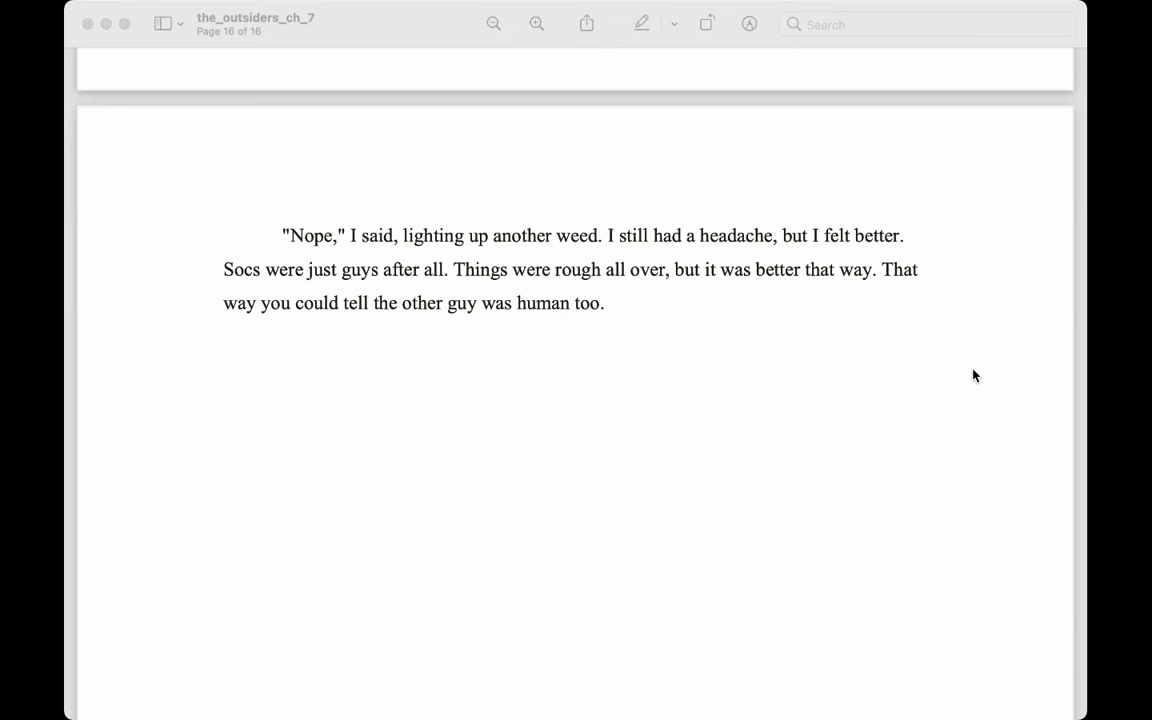 the_outsiders_ch_7
Page 16 of 16
Search
"Nope," I said, lighting up another weed. I still had a headache, but I felt better.
Socs were just guys after all. Things were rough all over, but it was better that way. That
way you could tell the other guy was human too.